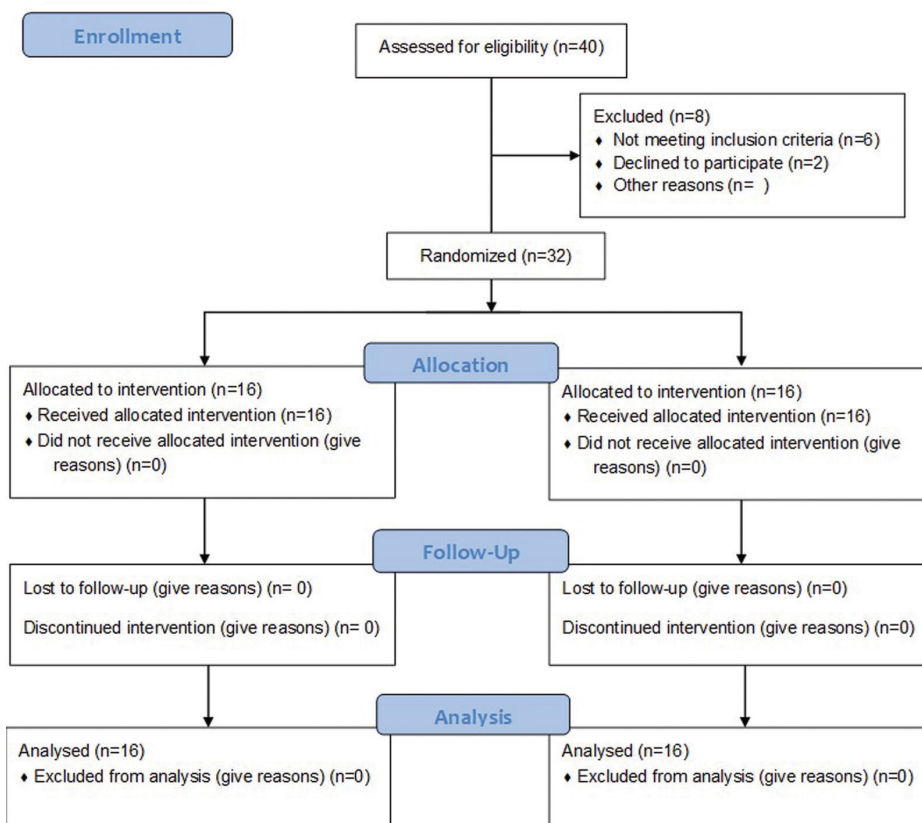 Enrollment
Assessed for eligibility (n=40)
Excluded (n=8)
♦ Not meeting inclusion criteria (n=6)
♦ Declined to participate (n=2)
♦ Other reasons (n= )
Randomized (n=32)
Allocation
Allocated to intervention (n=16)
♦ Received allocated intervention (n=16)
♦ Did not receive allocated intervention (give
reasons) (n=0)
Allocated to intervention (n=16)
♦ Received allocated intervention (n=16)
♦ Did not receive allocated intervention (give
reasons) (n=0)
Follow-Up
Lost to follow-up (give reasons) (n= 0)
Discontinued intervention (give reasons) (n= 0)
Lost to follow-up (give reasons) (n=0)
Discontinued intervention (give reasons) (n=0)
Analysis
Analysed (n=16)
♦ Excluded from analysis (give reasons) (n=0)
Analysed (n=16)
♦ Excluded from analysis (give reasons) (n=0)